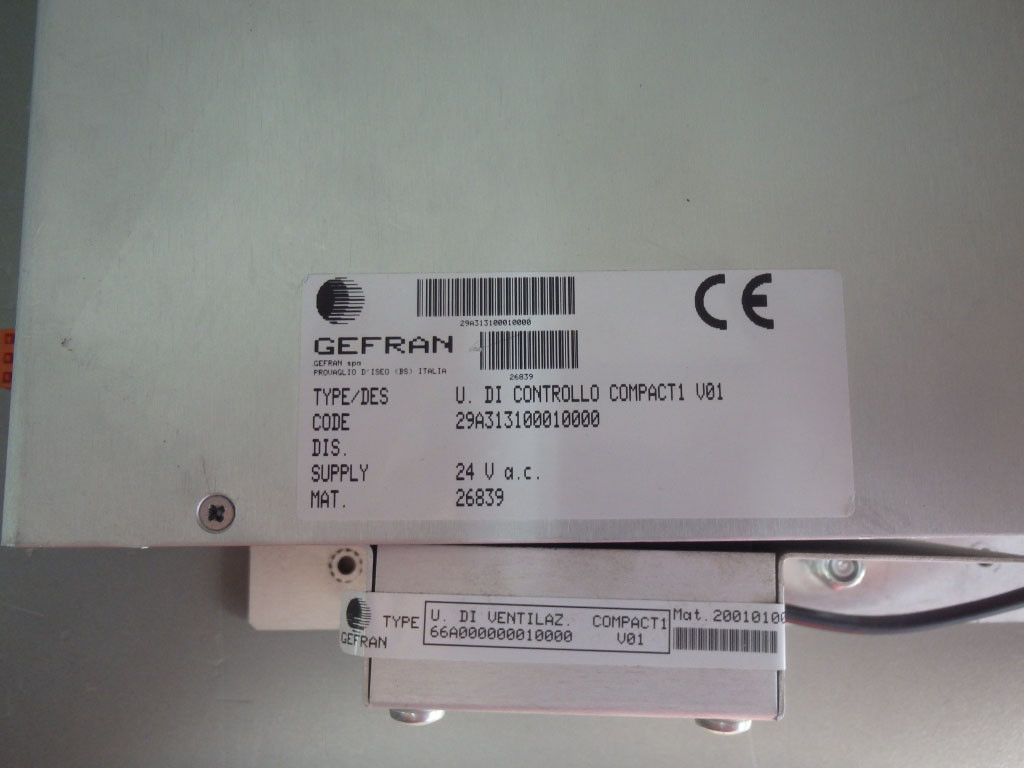 29A313100010000
GEFRAN
GEFRAN spa
PROVAGLIO D'ISEO (BS) ITALIA
26839
TYPE/DES U. DI CONTROLLO COMPACT1 V01
CODE 29A313100010000
DIS.
SUPPLY 24 V a.c.
MAT. 26839
CE
GEFRAN
TYPE
U. DI VENTILAZ. COMPACT1
66A000000010000 V01
Mat.20010100